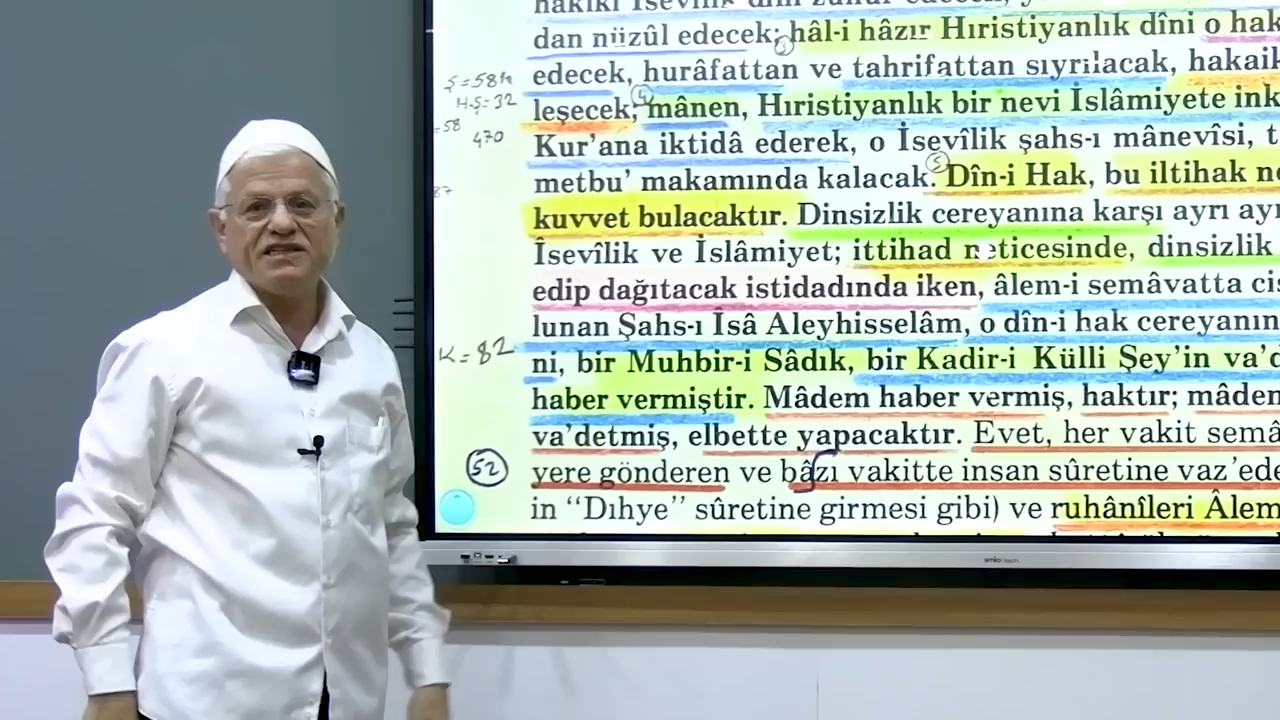 dan nüzûl edecek; hâl-i hâzır Hıristiyanlık dîni o hak
edecek, hurâfattan ve tahrifattan sıyrılacak, hakaik
leşecek; mânen, Hıristiyanlık bir nevi İslâmiyete ink
Kur’ana iktidâ ederek, o İsevîlik şahs-ı mânevîsi, t
metbu’ makamında kalacak. Dîn-i Hak, bu iltihak ne
kuvvet bulacaktır. Dinsizlik cereyanına karşı ayrı ay
Îsevîlik ve İslâmiyet; ittihad neticesinde, dinsizlik
edip dağıtacak istidadında iken, âlem-i semâvatta cis
lunan Şahs-ı İsâ Aleyhisselâm, o dîn-i hak cereyanın
K = 82
ni, bir Muhbir-i Sâdık, bir Kadir-i Külli Şey’in va’d
haber vermiştir. Mâdem haber vermiş, haktır; mâdem
va’detmiş, elbette yapacaktır. Evet, her vakit semâ
52
yere gönderen ve bâzı vakitte insan sûretine vaz’ede
in “Dıhye” sûretine girmesi gibi) ve ruhânîleri Âlem